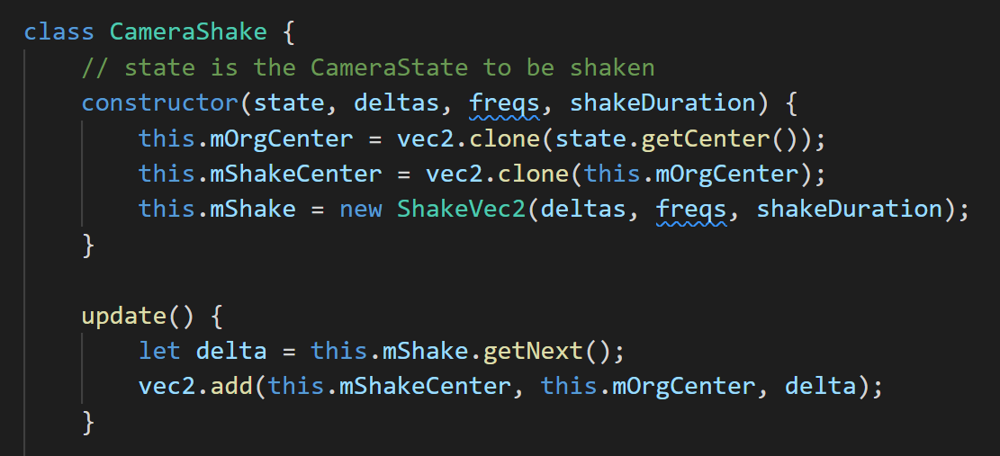 class CameraShake {
// state is the CameraState to be shaken
constructor(state, deltas, freqs, shakeDuration) {
this.mOrgCenter = vec2.clone(state.getCenter());
this.mShakeCenter = vec2.clone(this.mOrgCenter);
this.mShake = new ShakeVec2(deltas, freqs, shakeDuration);
}
update() {
let delta = this.mShake.getNext();
vec2.add(this.mShakeCenter, this.mOrgCenter, delta);
}